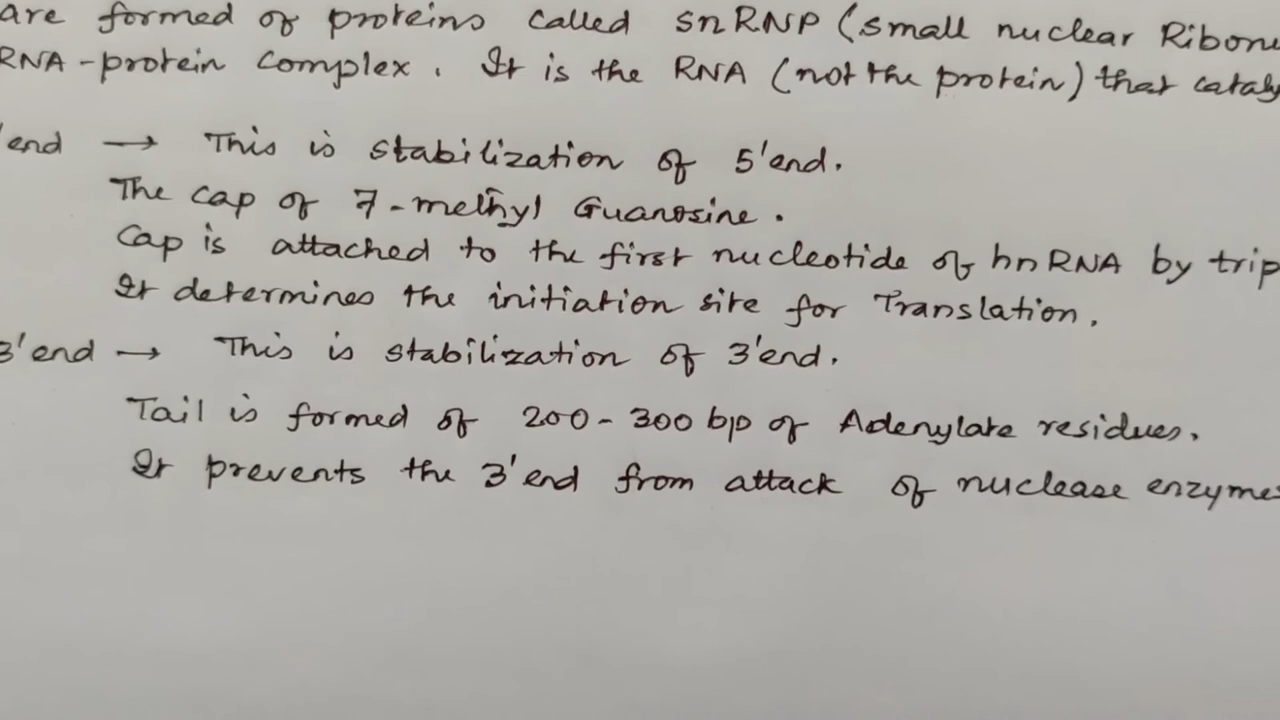 are formed of proteins called snRNP (small nuclear Ribonu
RNA-protein complex. It is the RNA (not the protein) that cataly
'end → This is stabilization of 5'end.
The cap of 7-methyl Guanosine.
Cap is attached to the first nucleotide of hnRNA by trip
It determines the initiation site for Translation.
3'end → This is stabilization of 3'end.
Tail is formed of 200-300 bp of Adenylate residues.
It prevents the 3'end from attack of nuclease enzymes